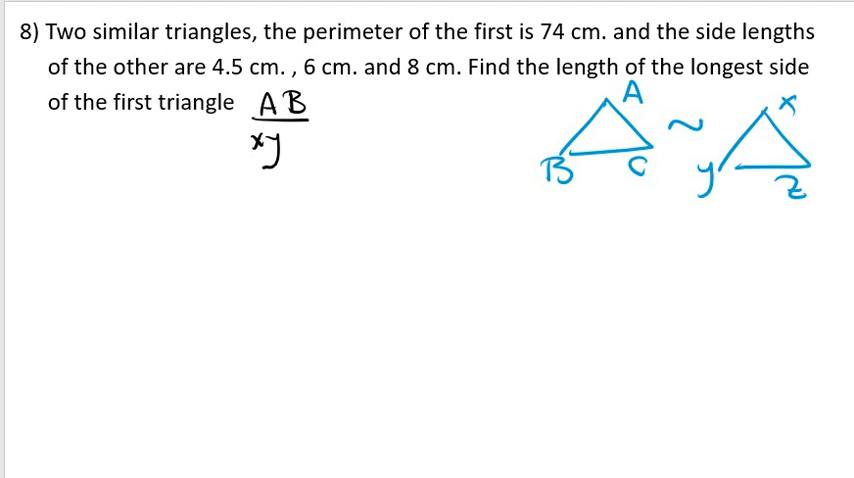 8) Two similar triangles, the perimeter of the first is 74 cm. and the side lengths
of the other are 4.5 cm. , 6 cm. and 8 cm. Find the length of the longest side
of the first triangle AB
xy
A
B
C
~
x
y
z